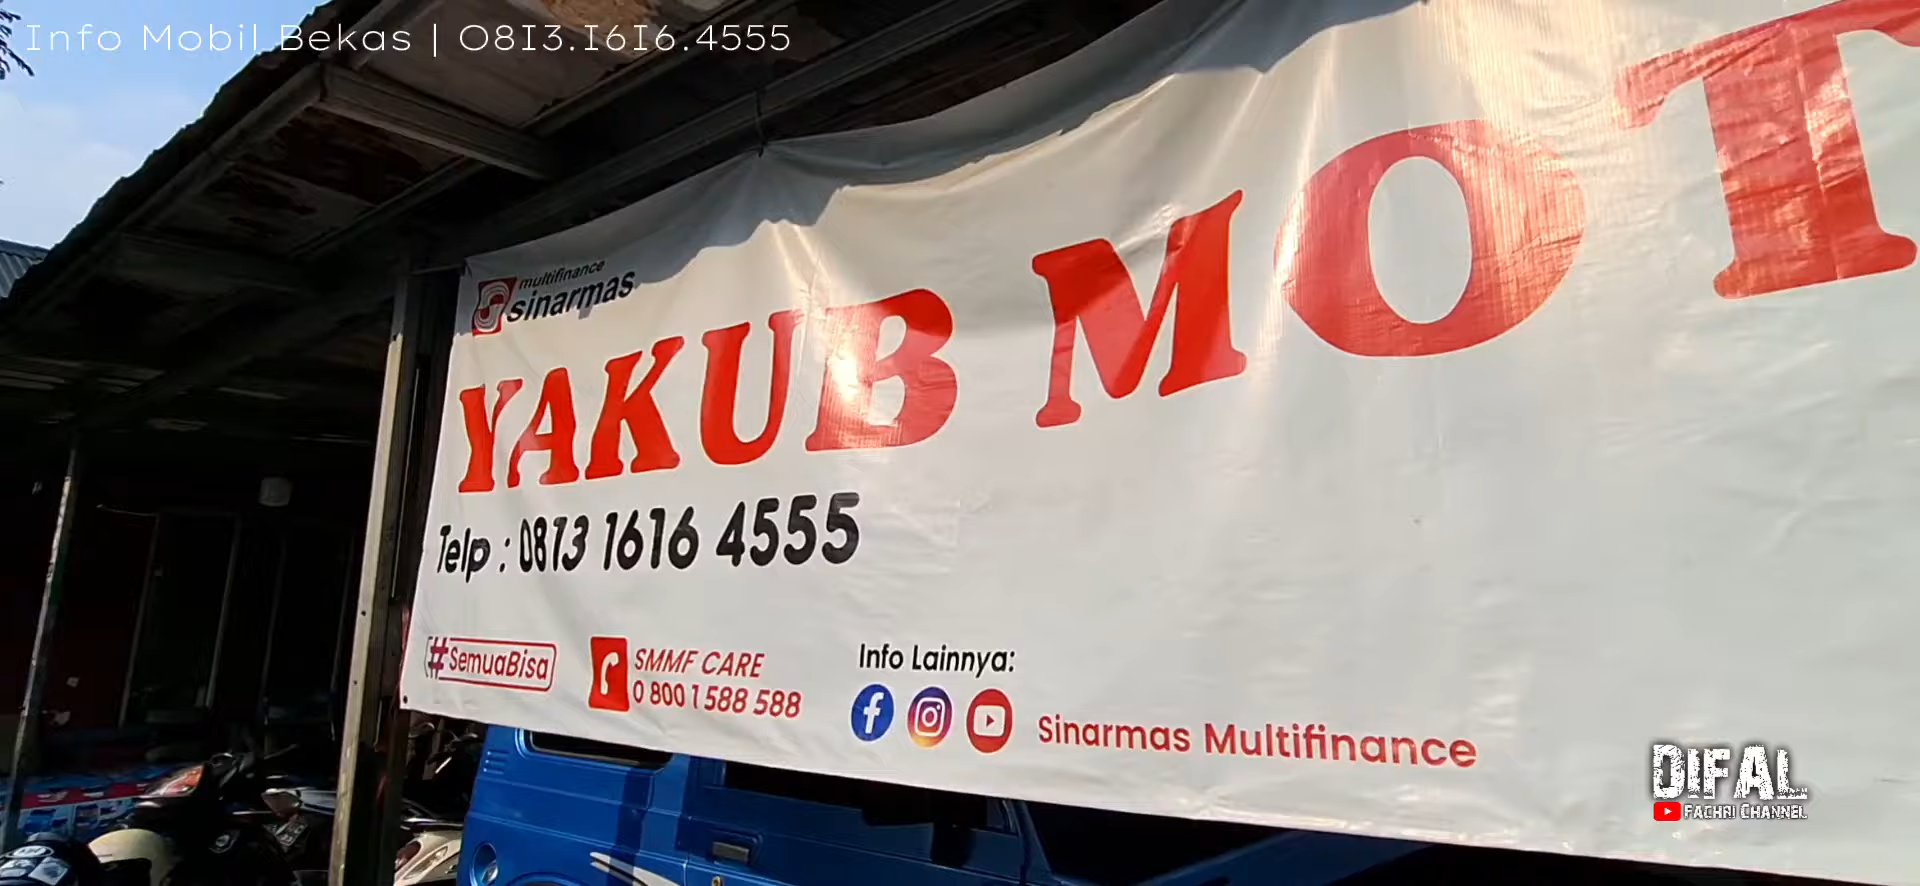 Info Mobil Bekas | 0813.1616.4555
multifinance
sinarmas
YAKUB MOT
Telp : 0813 1616 4555
#SemuaBisa
SMMF CARE
0 800 1 588 588
Info Lainnya:
Sinarmas Multifinance
DIFAL
FACHRI CHANNEL